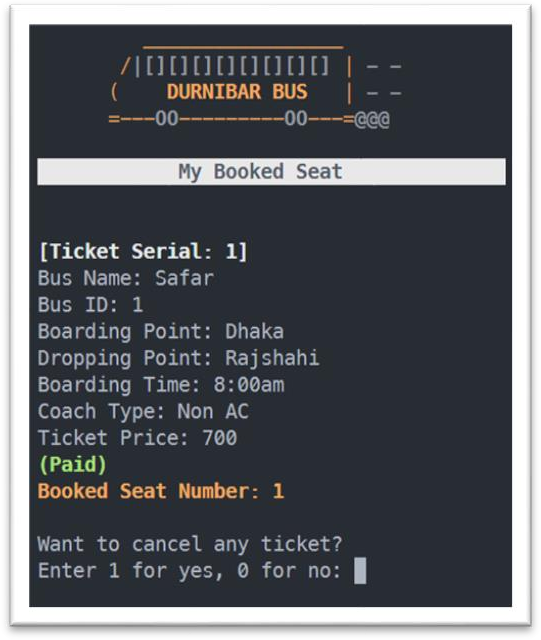 /|[][][][][][][][] | - -
( DURNIBAR BUS | - -
=---OO---------OO---=@@@
My Booked Seat
[Ticket Serial: 1]
Bus Name: Safar
Bus ID: 1
Boarding Point: Dhaka
Dropping Point: Rajshahi
Boarding Time: 8:00am
Coach Type: Non AC
Ticket Price: 700
(Paid)
Booked Seat Number: 1
Want to cancel any ticket?
Enter 1 for yes, 0 for no: